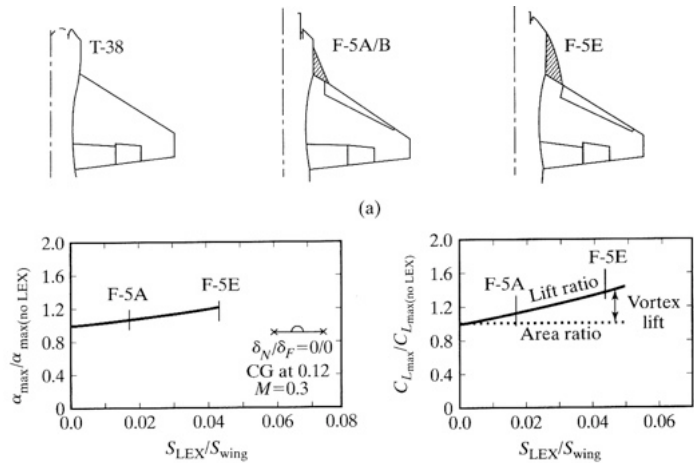 T-38
F-5A/B
F-5E
(a)
2.0
1.6
1.2
0.8
0.4
0
α_max/α_max(no LEX)
F-5A
F-5E
δ_N/δ_F=0/0
CG at 0.12
M=0.3
0.0 0.02 0.04 0.06 0.08
S_LEX/S_wing
2.0
1.6
1.2
0.8
0.4
0
C_L_max/C_L_max(no LEX)
F-5E
F-5A
Lift ratio
Area ratio
Vortex
lift
0.0 0.02 0.04 0.06
S_LEX/S_wing